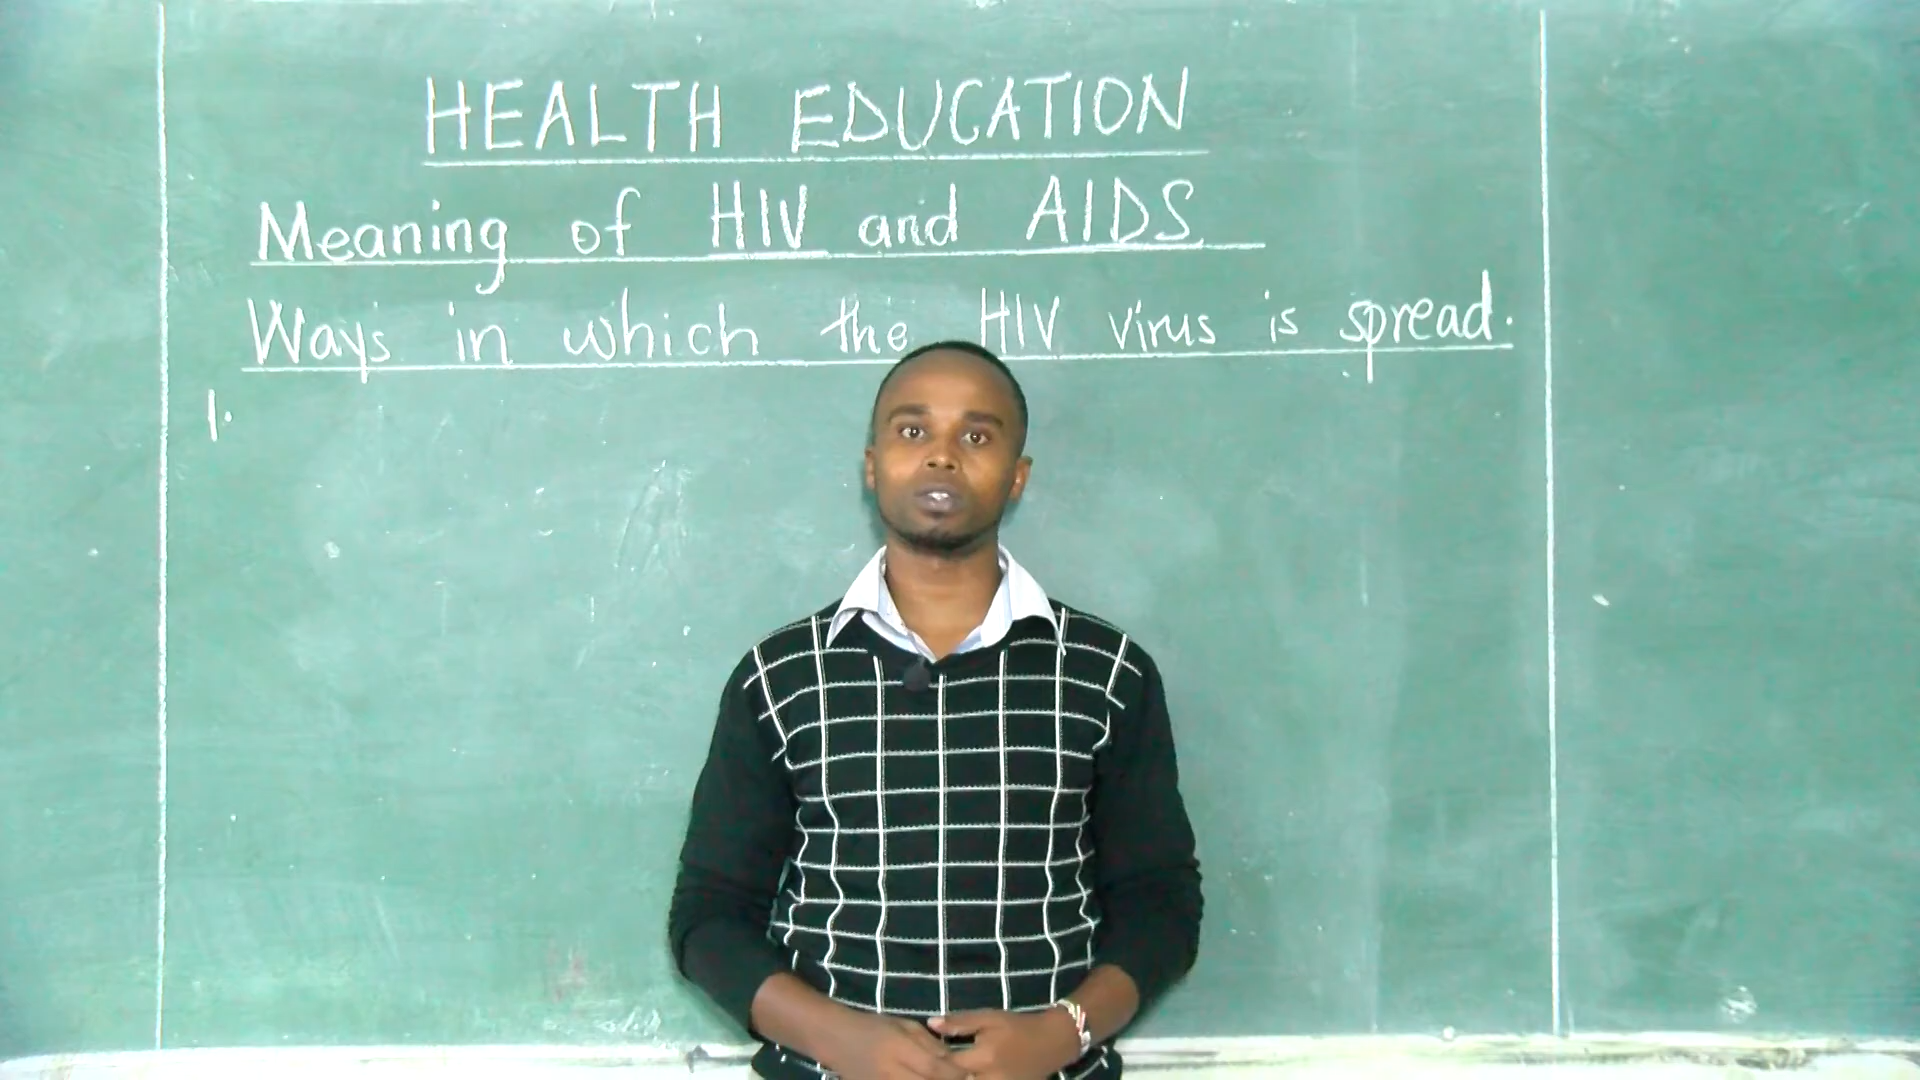 HEALTH EDUCATION
Meaning of HIV and AIDS
Ways in which the HIV virus is spread.
1.